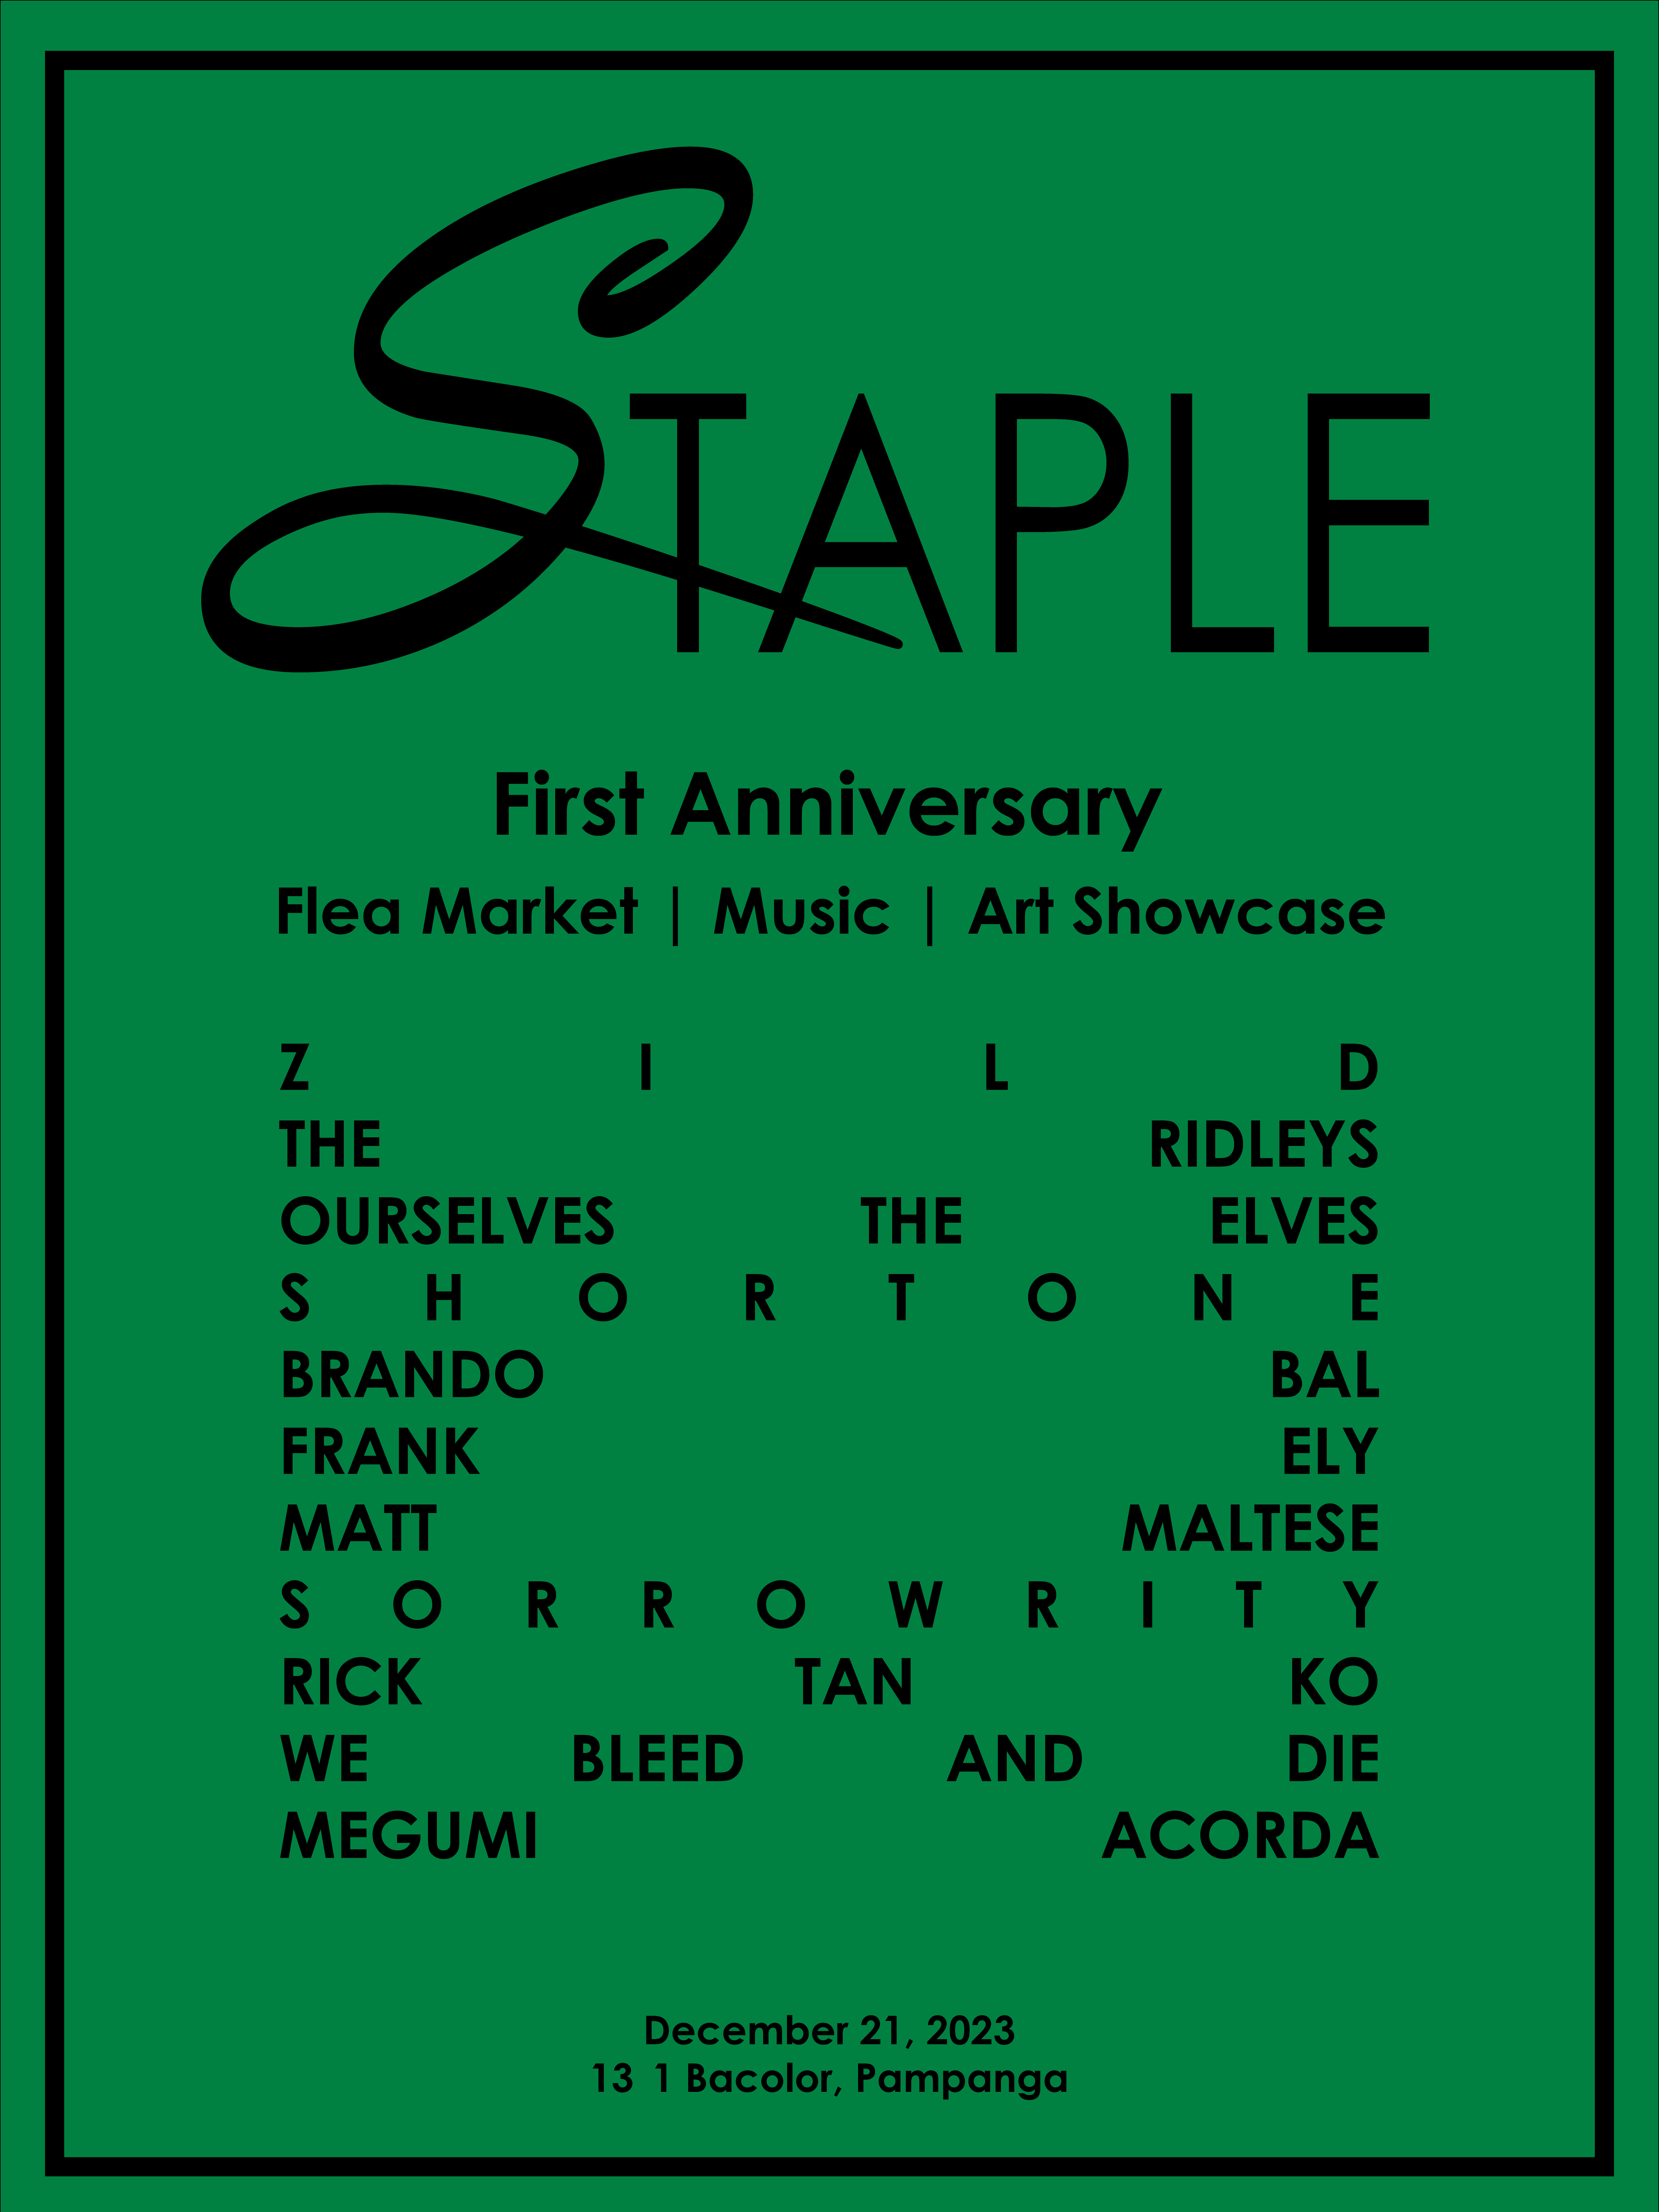 STAPLE
First Anniversary
Flea Market | Music | Art Showcase
Z I L D
THE RIDLEYS
OURSELVES THE ELVES
S H O R T O N E
BRANDO BAL
FRANK ELY
MATT MALTESE
S O R R O W R I T Y
RICK TAN KO
WE BLEED AND DIE
MEGUMI ACORDA
December 21, 2023
13 1 Bacolor, Pampanga